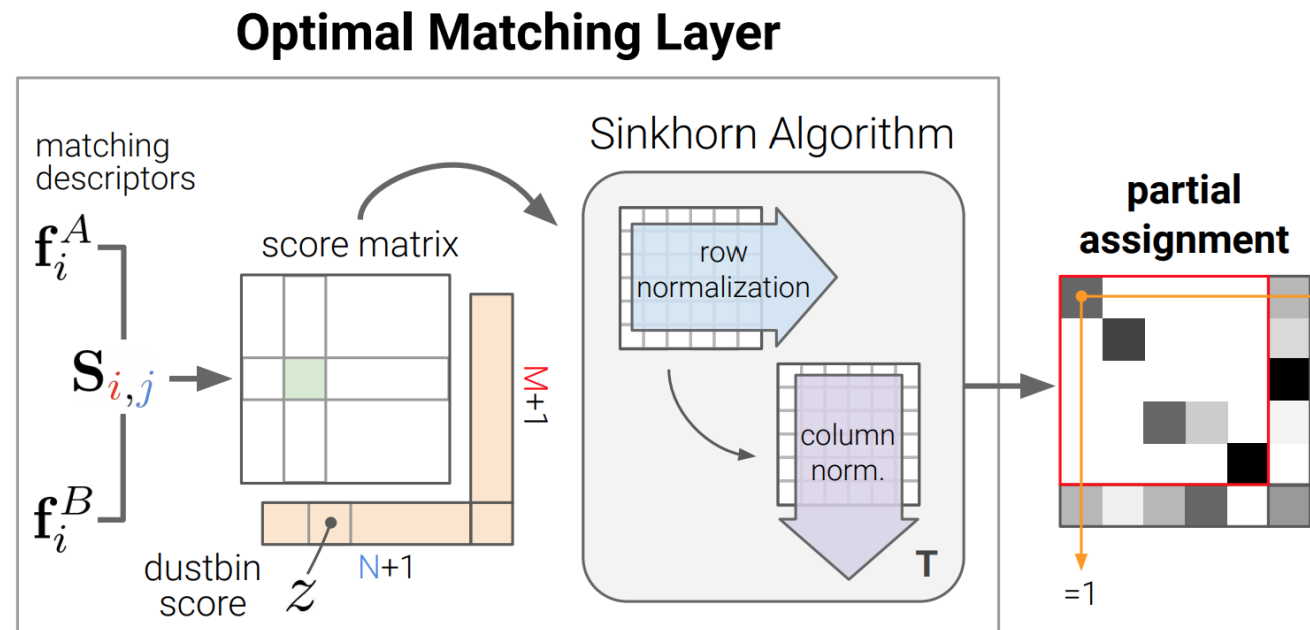 Optimal Matching Layer
matching
descriptors
f_i^A
S_{i,j}
f_i^B
score matrix
M+1
N+1
dustbin
score
z
Sinkhorn Algorithm
row
normalization
column
norm.
T
partial
assignment
=1